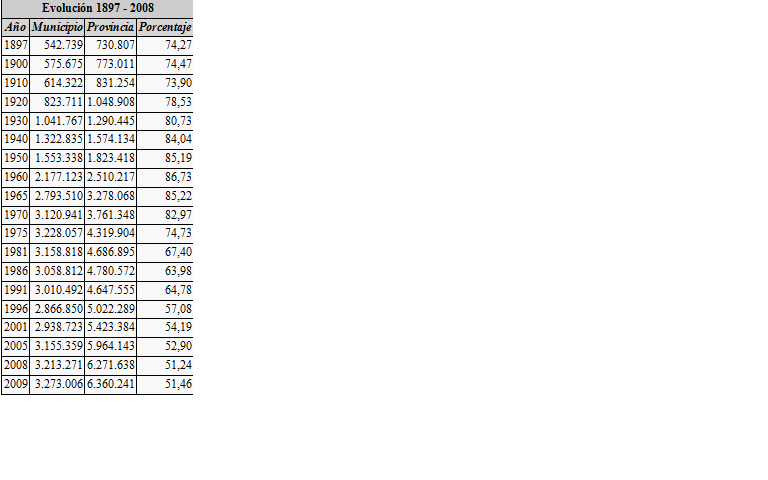 Evolución 1897 - 2008
Año Municipio Provincia Porcentaje
1897 542.739 730.807 74,27
1900 575.675 773.011 74,47
1910 614.322 831.254 73,90
1920 823.711 1.048.908 78,53
1930 1.041.767 1.290.445 80,73
1940 1.322.835 1.574.134 84,04
1950 1.553.338 1.823.418 85,19
1960 2.177.123 2.510.217 86,73
1965 2.793.510 3.278.068 85,22
1970 3.120.941 3.761.348 82,97
1975 3.228.057 4.319.904 74,73
1981 3.158.818 4.686.895 67,40
1986 3.058.812 4.780.572 63,98
1991 3.010.492 4.647.555 64,78
1996 2.866.850 5.022.289 57,08
2001 2.938.723 5.423.384 54,19
2005 3.155.359 5.964.143 52,90
2008 3.213.271 6.271.638 51,24
2009 3.273.006 6.360.241 51,46